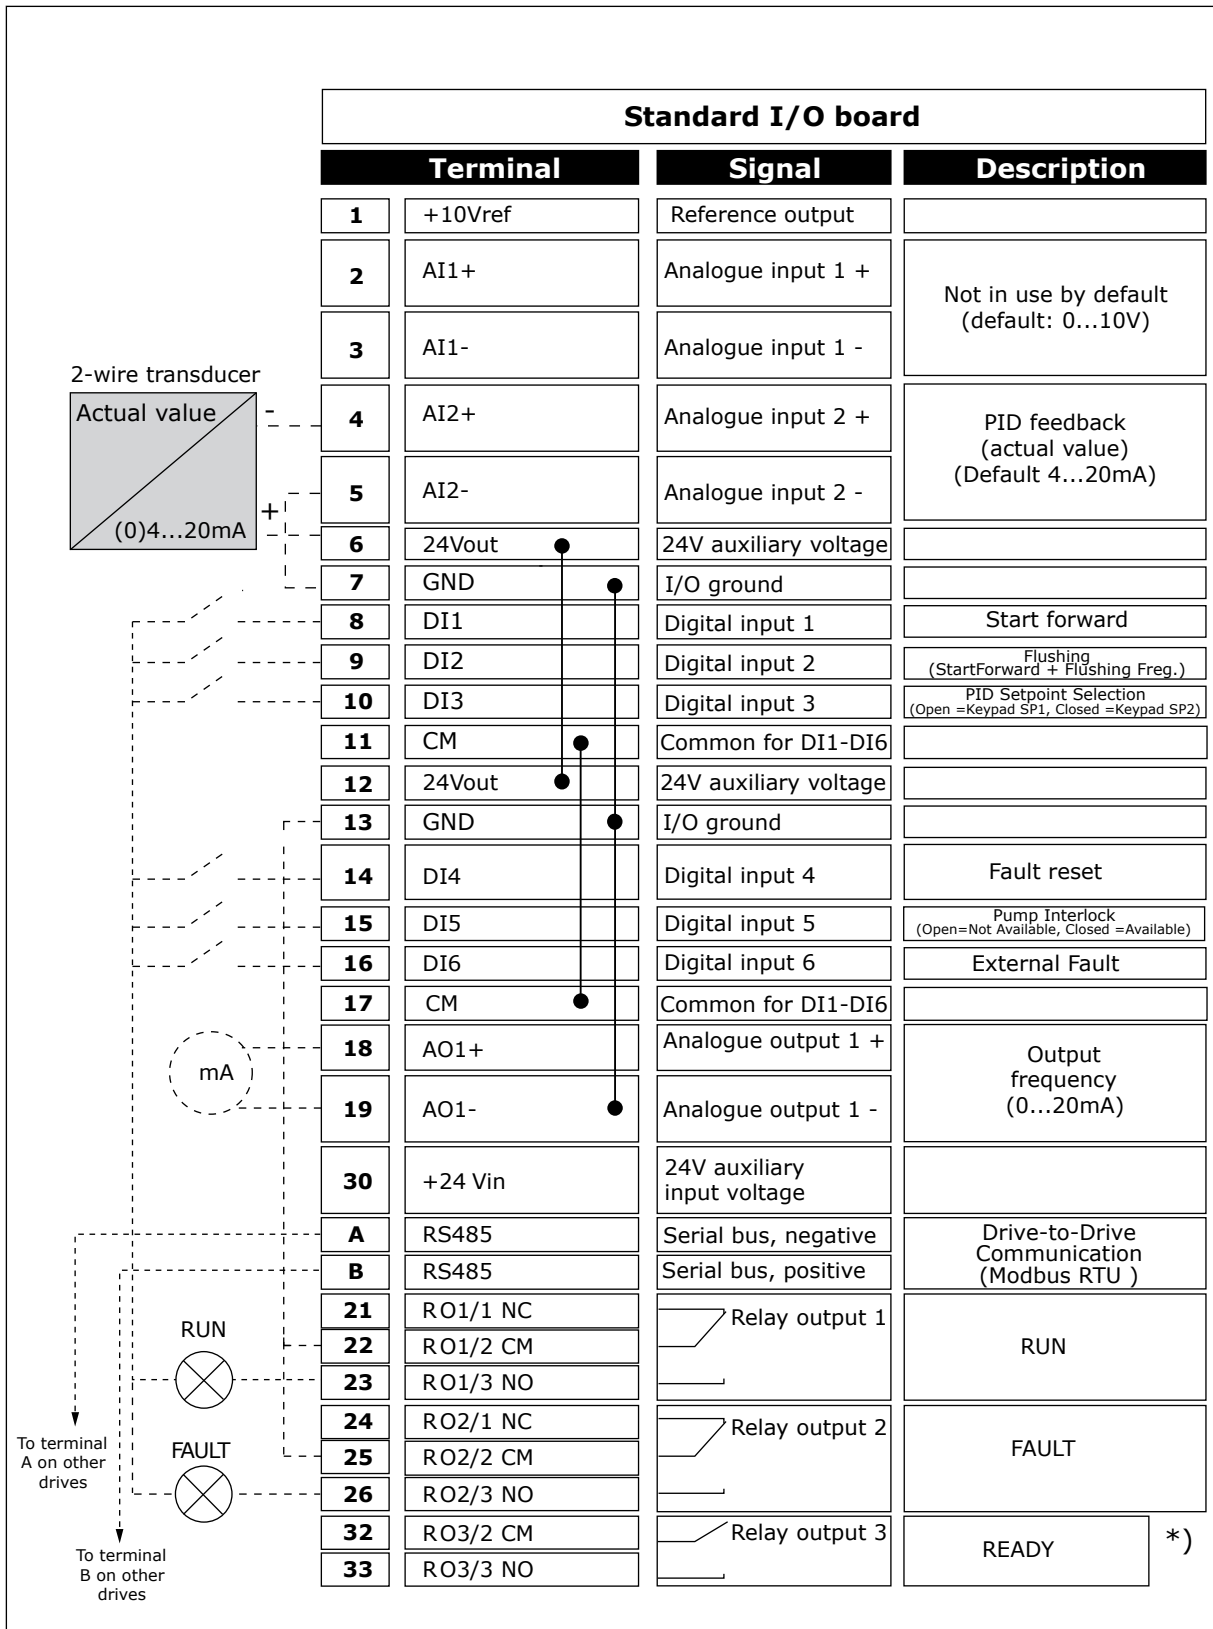 Standard I/O board
Terminal Signal Description
1 +10Vref Reference output
2 AI1+ Analogue input 1 +
Not in use by default
(default: 0...10V)
3 AI1- Analogue input 1 -
2-wire transducer
Actual value -
4 AI2+ Analogue input 2 +
PID feedback
(actual value)
(Default 4...20mA)
5 AI2- Analogue input 2 -
+
(0)4...20mA
6 24Vout 24V auxiliary voltage
7 GND I/O ground
8 DI1 Digital input 1 Start forward
9 DI2 Digital input 2
Flushing
(StartForward + Flushing Freg.)
10 DI3 Digital input 3
PID Setpoint Selection
(Open =Keypad SP1, Closed =Keypad SP2)
11 CM Common for DI1-DI6
12 24Vout 24V auxiliary voltage
13 GND I/O ground
14 DI4 Digital input 4 Fault reset
15 DI5 Digital input 5
Pump Interlock
(Open=Not Available, Closed =Available)
16 DI6 Digital input 6 External Fault
17 CM Common for DI1-DI6
18 AO1+ Analogue output 1 +
mA
Output
frequency
(0...20mA)
19 AO1- Analogue output 1 -
30 +24 Vin
24V auxiliary
input voltage
A RS485 Serial bus, negative
Drive-to-Drive
Communication
(Modbus RTU )
B RS485 Serial bus, positive
21 RO1/1 NC Relay output 1
RUN
22 RO1/2 CM RUN
23 RO1/3 NO
24 RO2/1 NC Relay output 2
To terminal
A on other
drives
FAULT
25 RO2/2 CM FAULT
26 RO2/3 NO
32 RO3/2 CM Relay output 3
READY *)
33 RO3/3 NO
To terminal
B on other
drives